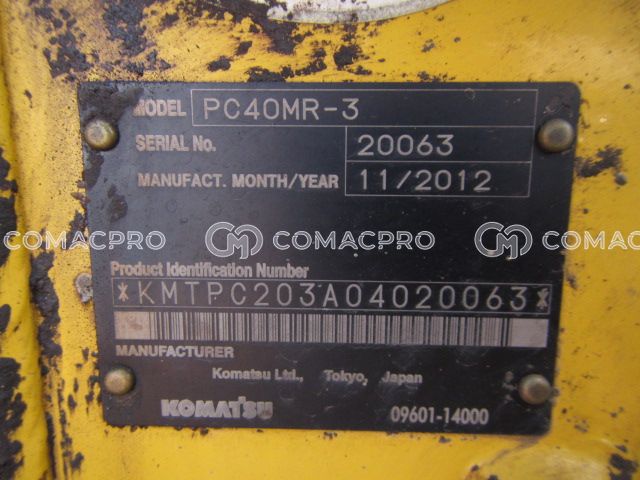 MODEL PC40MR-3
SERIAL No. 20063
MANUFACT. MONTH/YEAR 11/2012
COMACPRO COMACPRO COMACPRO
Product Identification Number
*KMTPC203A04020063*
MANUFACTURER
Komatsu Ltd., Tokyo, Japan
KOMATSU 09601-14000